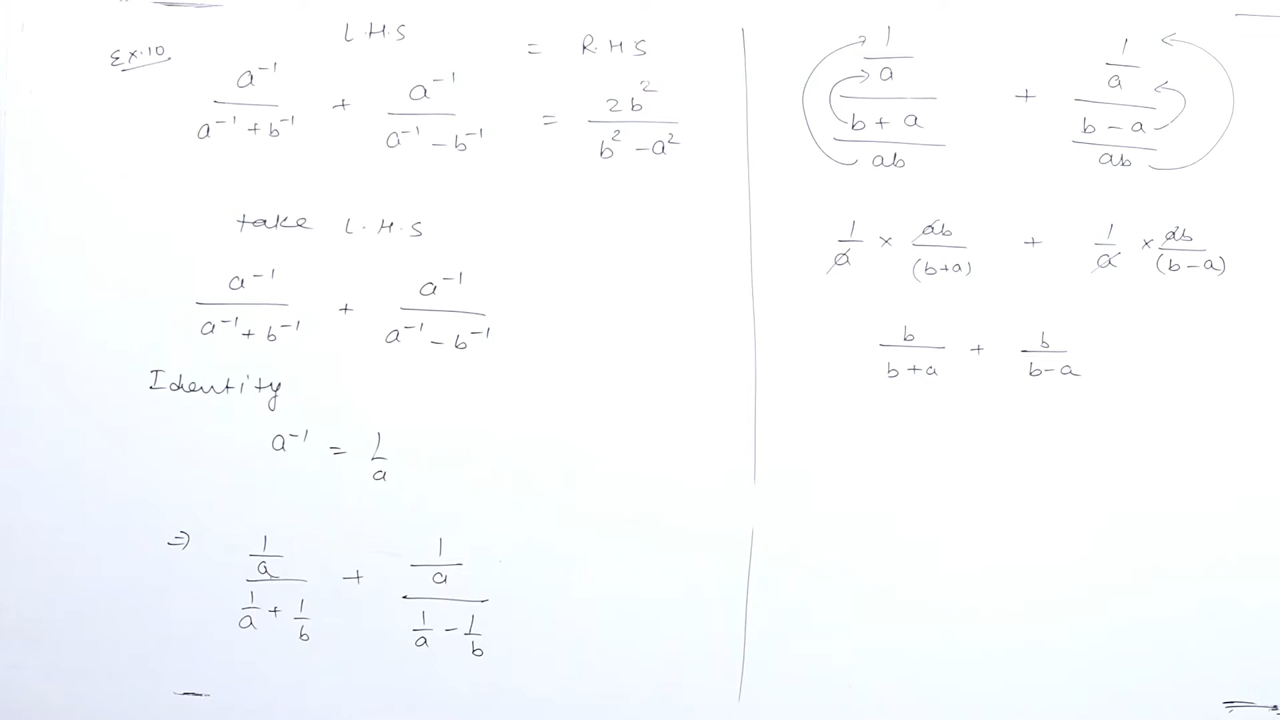 Ex.10
L.H.S = R.H.S
a⁻¹/(a⁻¹ + b⁻¹) + a⁻¹/(a⁻¹ − b⁻¹) = 2b²/(b² − a²)
take L.H.S
a⁻¹/(a⁻¹ + b⁻¹) + a⁻¹/(a⁻¹ − b⁻¹)
Identity
a⁻¹ = 1/a
⇒ (1/a)/(1/a + 1/b) + (1/a)/(1/a − 1/b)
(1/a)/((b + a)/ab) + (1/a)/((b − a)/ab)
1/a × ab/(b+a) + 1/a × ab/(b−a)
b/(b+a) + b/(b−a)